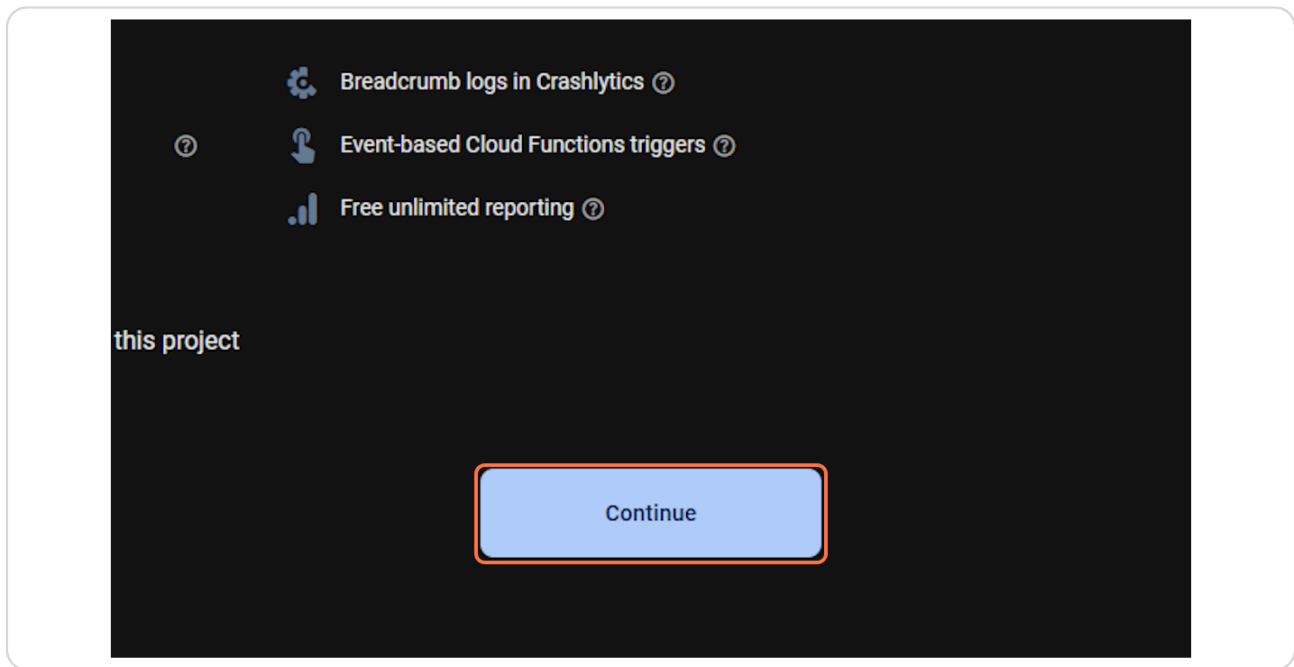 Breadcrumb logs in Crashlytics
Event-based Cloud Functions triggers
Free unlimited reporting
this project
Continue